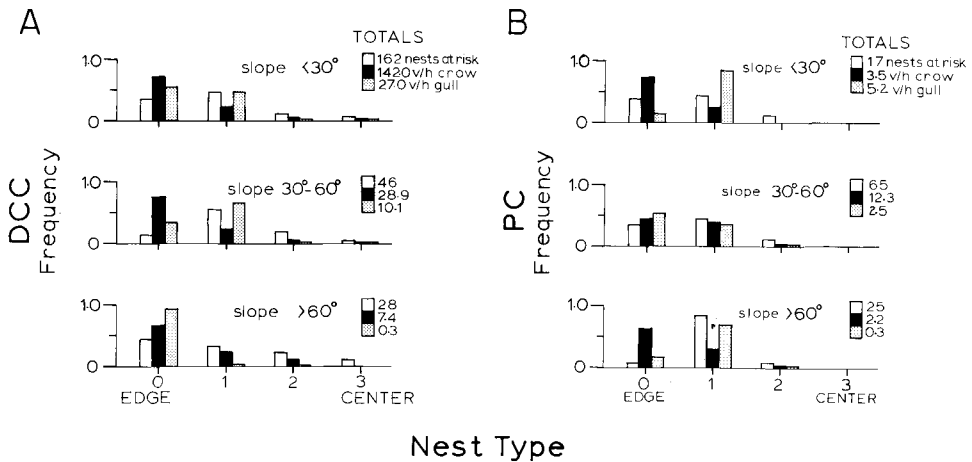 A
TOTALS
162 nests at risk
1420 v/h crow
27.0 v/h gull
slope <30°
1.0
0
slope 30°-60°
46
28.9
10.1
1.0
0
slope >60°
28
7.4
0.3
1.0
0
DCC
Frequency
0 1 2 3
EDGE CENTER
B
TOTALS
17 nests at risk
3.5 v/h crow
5.2 v/h gull
slope <30°
1.0
0
slope 30°-60°
65
12.3
2.5
1.0
0
slope >60°
25
2.2
0.3
1.0
0
PC
Frequency
0 1 2 3
EDGE CENTER
Nest Type